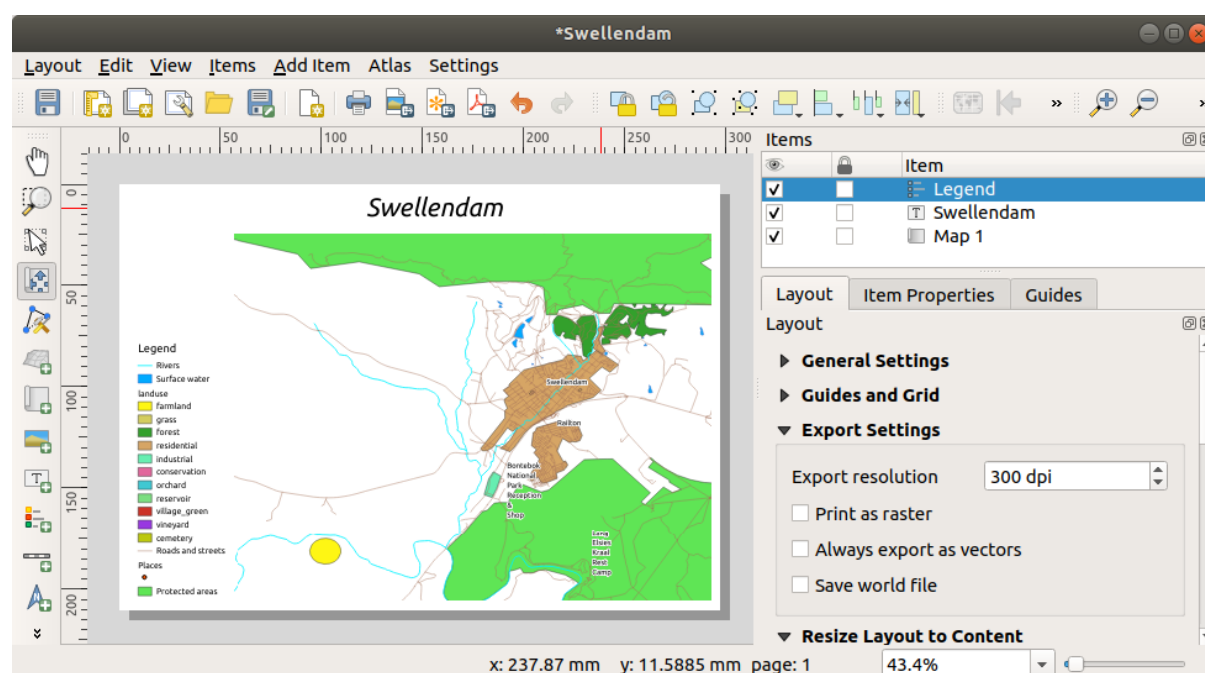 *Swellendam
Layout Edit View Items Add Item Atlas Settings
0 50 100 150 200 250 300
0
50
100
150
200
Swellendam
Legend
Rivers
Surface water
landuse
farmland
grass
forest
residential
industrial
conservation
orchard
reservoir
village_green
vineyard
cemetery
Roads and streets
Places
Protected areas
Swellendam
Railton
Bontebok
National
Park
Reception
&
Shop
Lang
Elsies
Kraal
Rest
Camp
Items
Item
Legend
T Swellendam
Map 1
Layout Item Properties Guides
Layout
General Settings
Guides and Grid
Export Settings
Export resolution 300 dpi
Print as raster
Always export as vectors
Save world file
Resize Layout to Content
x: 237.87 mm y: 11.5885 mm page: 1 43.4%